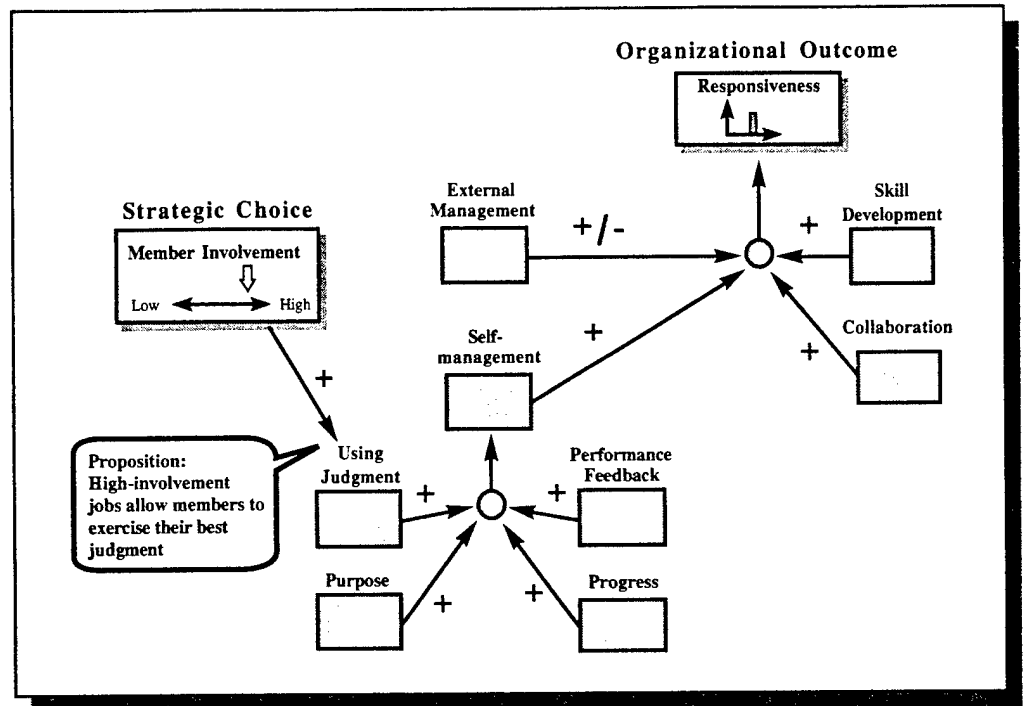 Organizational Outcome
Responsiveness
External
Management
+/-
Skill
Development
+
Strategic Choice
Member Involvement
Low
High
+
Self-
management
+
Collaboration
+
Proposition:
High-involvement
jobs allow members to
exercise their best
judgment
Using
Judgment
+
Performance
Feedback
+
Purpose
+
Progress
+